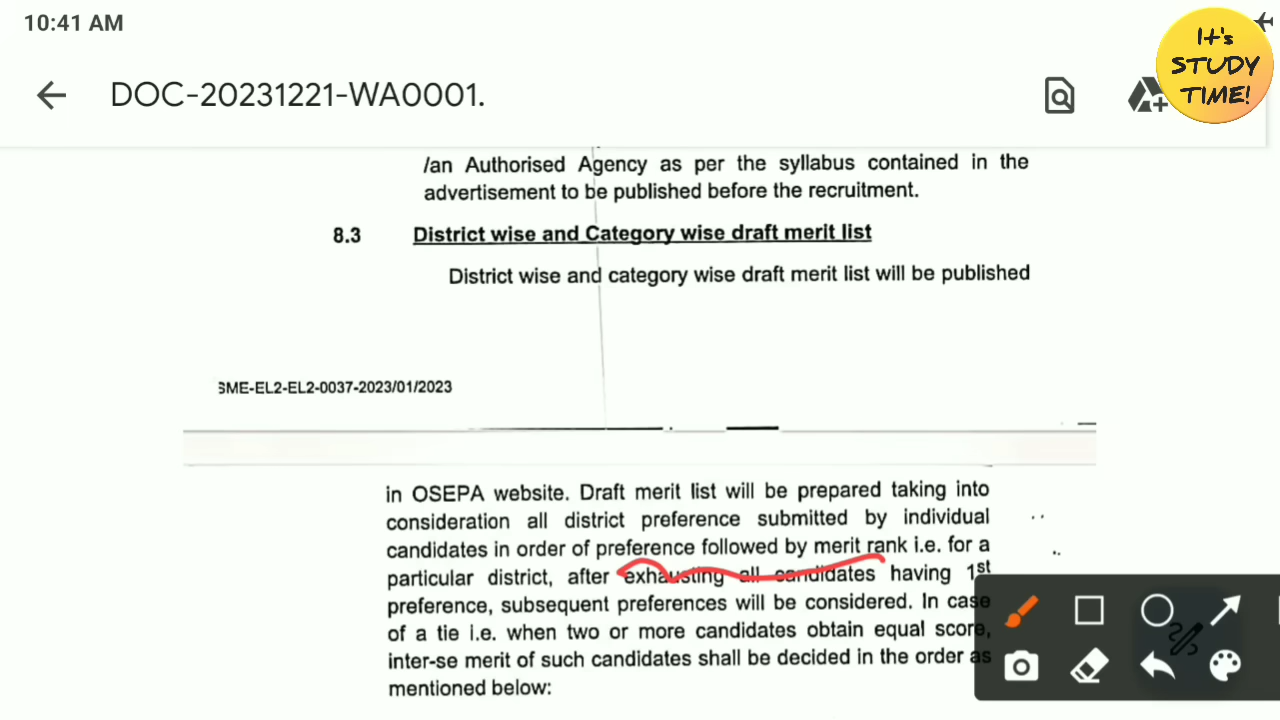 10:41 AM
It's
STUDY
TIME!
DOC-20231221-WA0001.
/an Authorised Agency as per the syllabus contained in the
advertisement to be published before the recruitment.
8.3 District wise and Category wise draft merit list
District wise and category wise draft merit list will be published
SME-EL2-EL2-0037-2023/01/2023
in OSEPA website. Draft merit list will be prepared taking into
consideration all district preference submitted by individual
candidates in order of preference followed by merit rank i.e. for a
particular district, after exhausting all candidates having 1st
preference, subsequent preferences will be considered. In case
of a tie i.e. when two or more candidates obtain equal score,
inter-se merit of such candidates shall be decided in the order as
mentioned below: